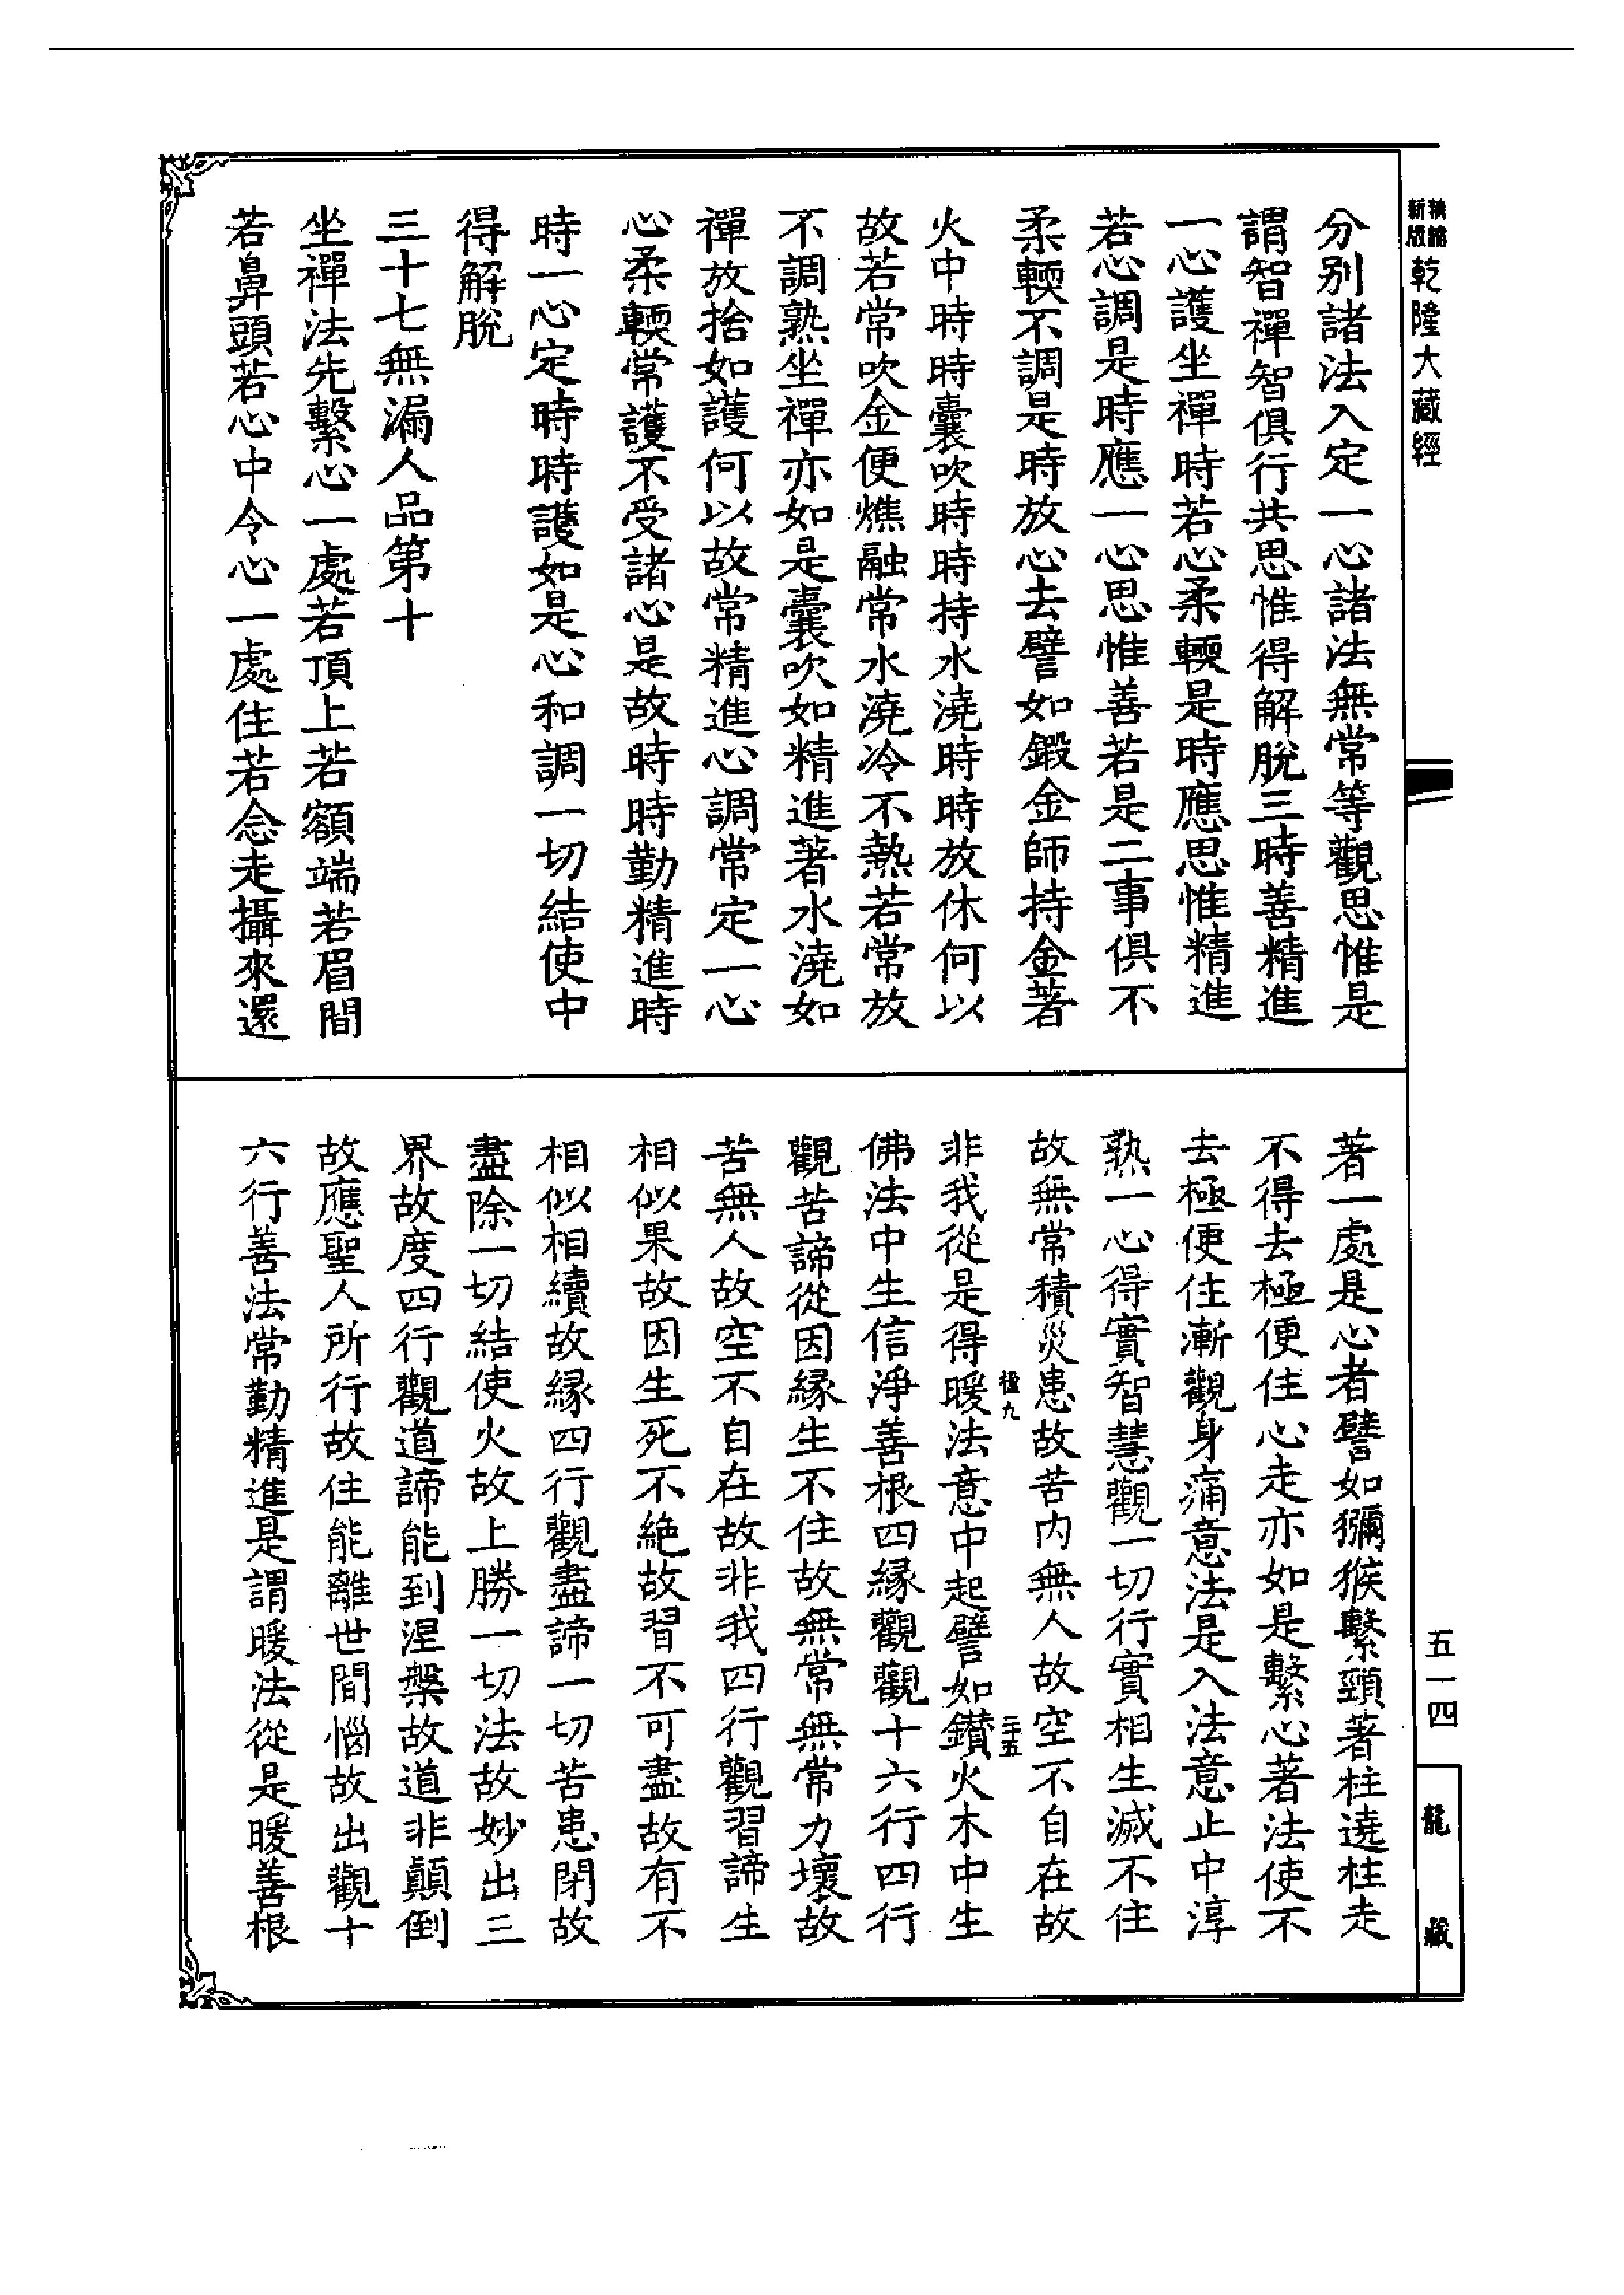 新版精縮乾隆大藏經
分别諸法入定一心諸法無常等觀思惟是
謂智禪智俱行共思惟得解脫三時善精進
一心護坐禪時若心柔輭是時應思惟精進
若心調是時應一心思惟善若是二事俱不
柔輭不調是時放心去譬如鍛金師持金著
火中時時囊吹時時持水澆時時放休何以
故若常吹金便燋融常水澆冷不熱若常放
不調熟坐禪亦如是囊吹如精進著水澆如
禪放捨如護何以故常精進心調常定一心
心柔輭常護不受諸心是故時時勤精進時
時一心定時時護如是心和調一切結使中
得解脫
三十七無漏人品第十
坐禪法先繫心一處若頂上若額端若眉間
若鼻頭若心中令心一處住若念走攝來還
著一處是心者譬如獼猴繫頸著柱遶柱走
不得去極便住心走亦如是繫心著法使不
去極便住漸觀身痛意法是入法意止中淳
熟一心得實智慧觀一切行實相生滅不住
故無常積災患故苦内無人故空不自在故
非我從是得暖法意中起譬如鑚火木中生
佛法中生信淨善根四縁觀觀十六行四行
觀苦諦從因縁生不住故無常無常力壞故
苦無人故空不自在故非我四行觀習諦生
相似果故因生死不絶故習不可盡故有不
相似相續故縁四行觀盡諦一切苦患閉故
盡除一切結使火故上勝一切法故妙出三
界故度四行觀道諦能到涅槃故道非顛倒
故應聖人所行故住能離世間惱故出觀十
六行善法常勤精進是謂暖法從是暖善根
五一四
龍藏